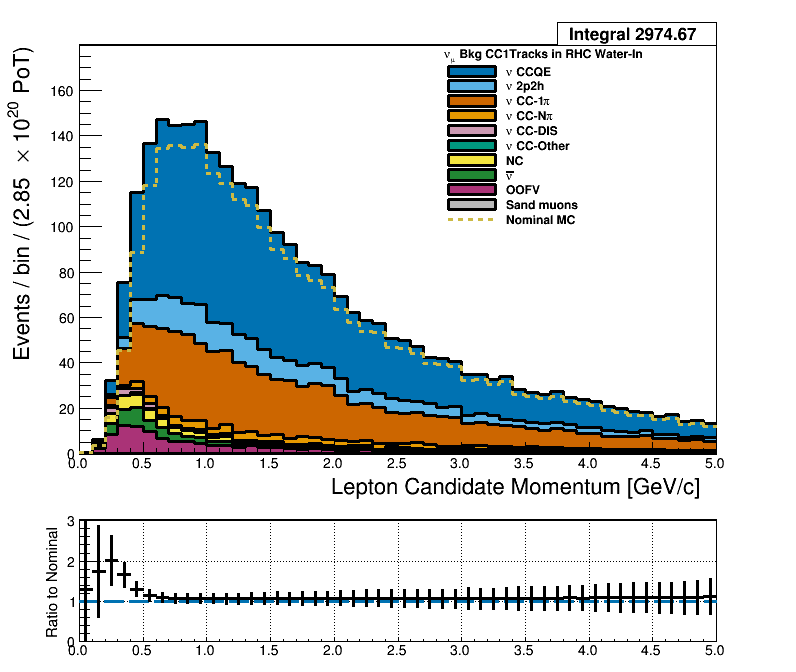 Integral 2974.67
ν μ Bkg CC1Tracks in RHC Water-In
ν CCQE
ν 2p2h
ν CC-1π
ν CC-Nπ
ν CC-DIS
ν CC-Other
NC
ν̅
OOFV
Sand muons
Nominal MC
Events / bin / (2.85 × 10^20 PoT)
160
140
120
100
80
60
40
20
0
0.0 0.5 1.0 1.5 2.0 2.5 3.0 3.5 4.0 4.5 5.0
Lepton Candidate Momentum [GeV/c]
Ratio to Nominal
3
2
1
0
0.0 0.5 1.0 1.5 2.0 2.5 3.0 3.5 4.0 4.5 5.0